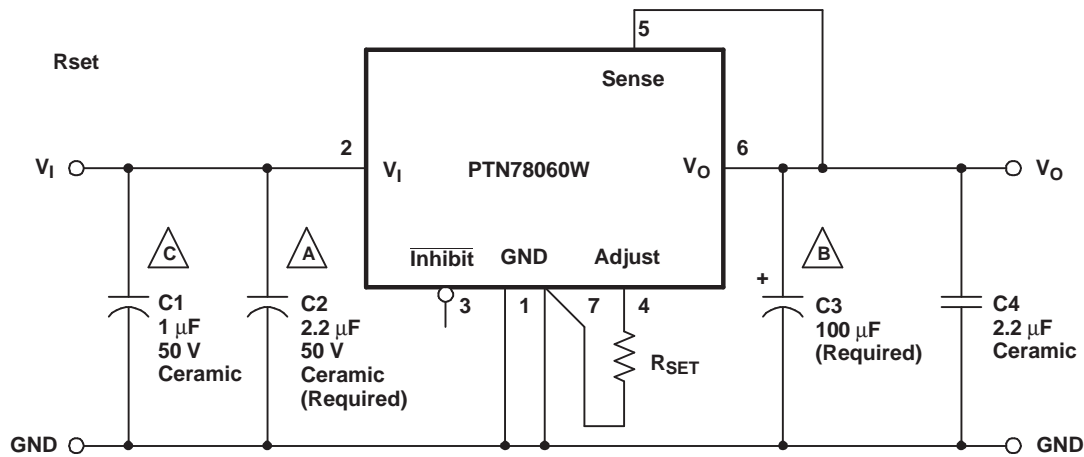 5
Rset
Sense
2
6
V_I
V_I
PTN78060W
V_O
V_O
C
A
Inhibit
GND
Adjust
B
3
1
7
4
C1
1 μF
50 V
Ceramic
C2
2.2 μF
50 V
Ceramic
(Required)
R_SET
+
C3
100 μF
(Required)
C4
2.2 μF
Ceramic
GND
GND